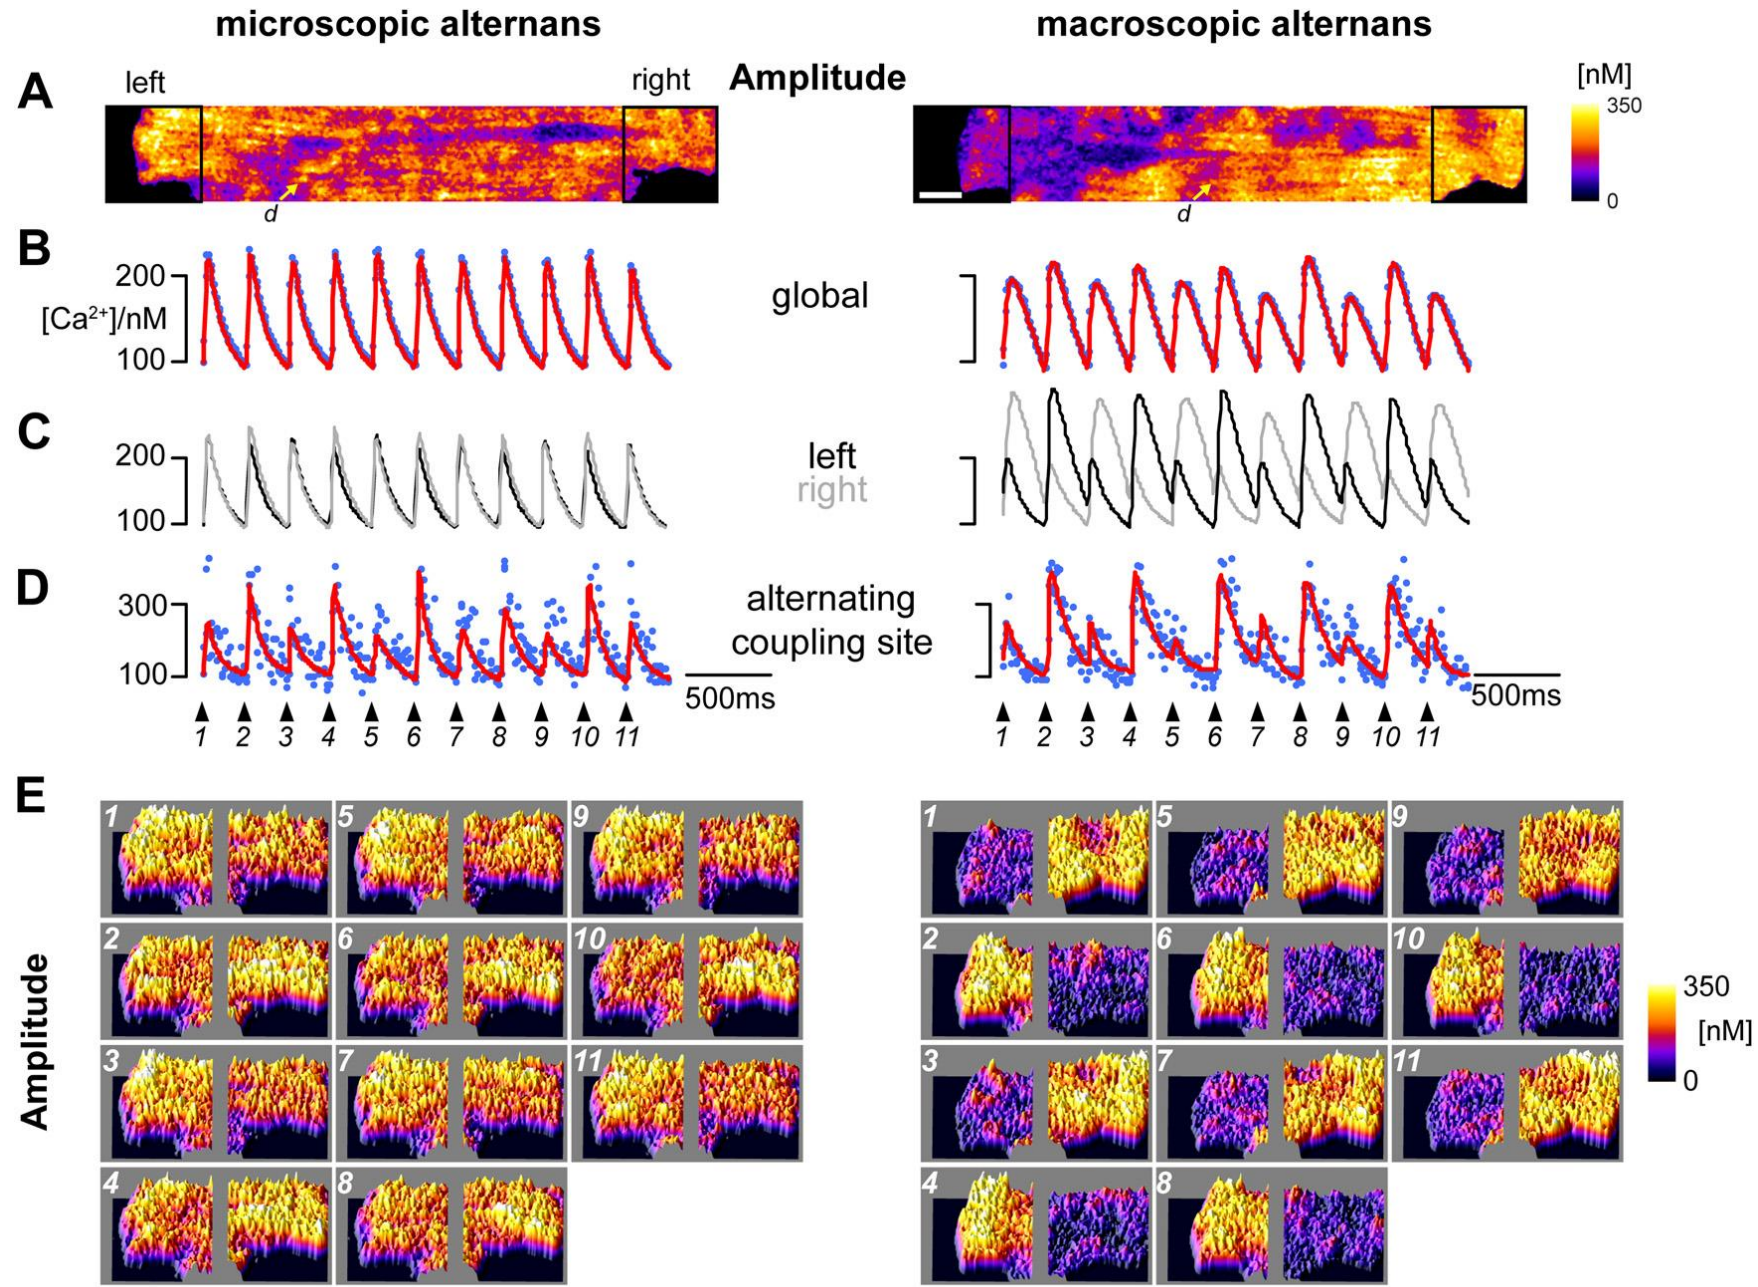 microscopic alternans
macroscopic alternans
A
left
right
Amplitude
[nM]
350
0
d
d
B
200
[Ca²⁺]/nM
100
global
C
200
100
left
right
D
300
100
alternating
coupling site
500ms
500ms
1 2 3 4 5 6 7 8 9 10 11
1 2 3 4 5 6 7 8 9 10 11
E
Amplitude
1 5 9
2 6 10
3 7 11
4 8
1 5 9
2 6 10
3 7 11
4 8
350
[nM]
0